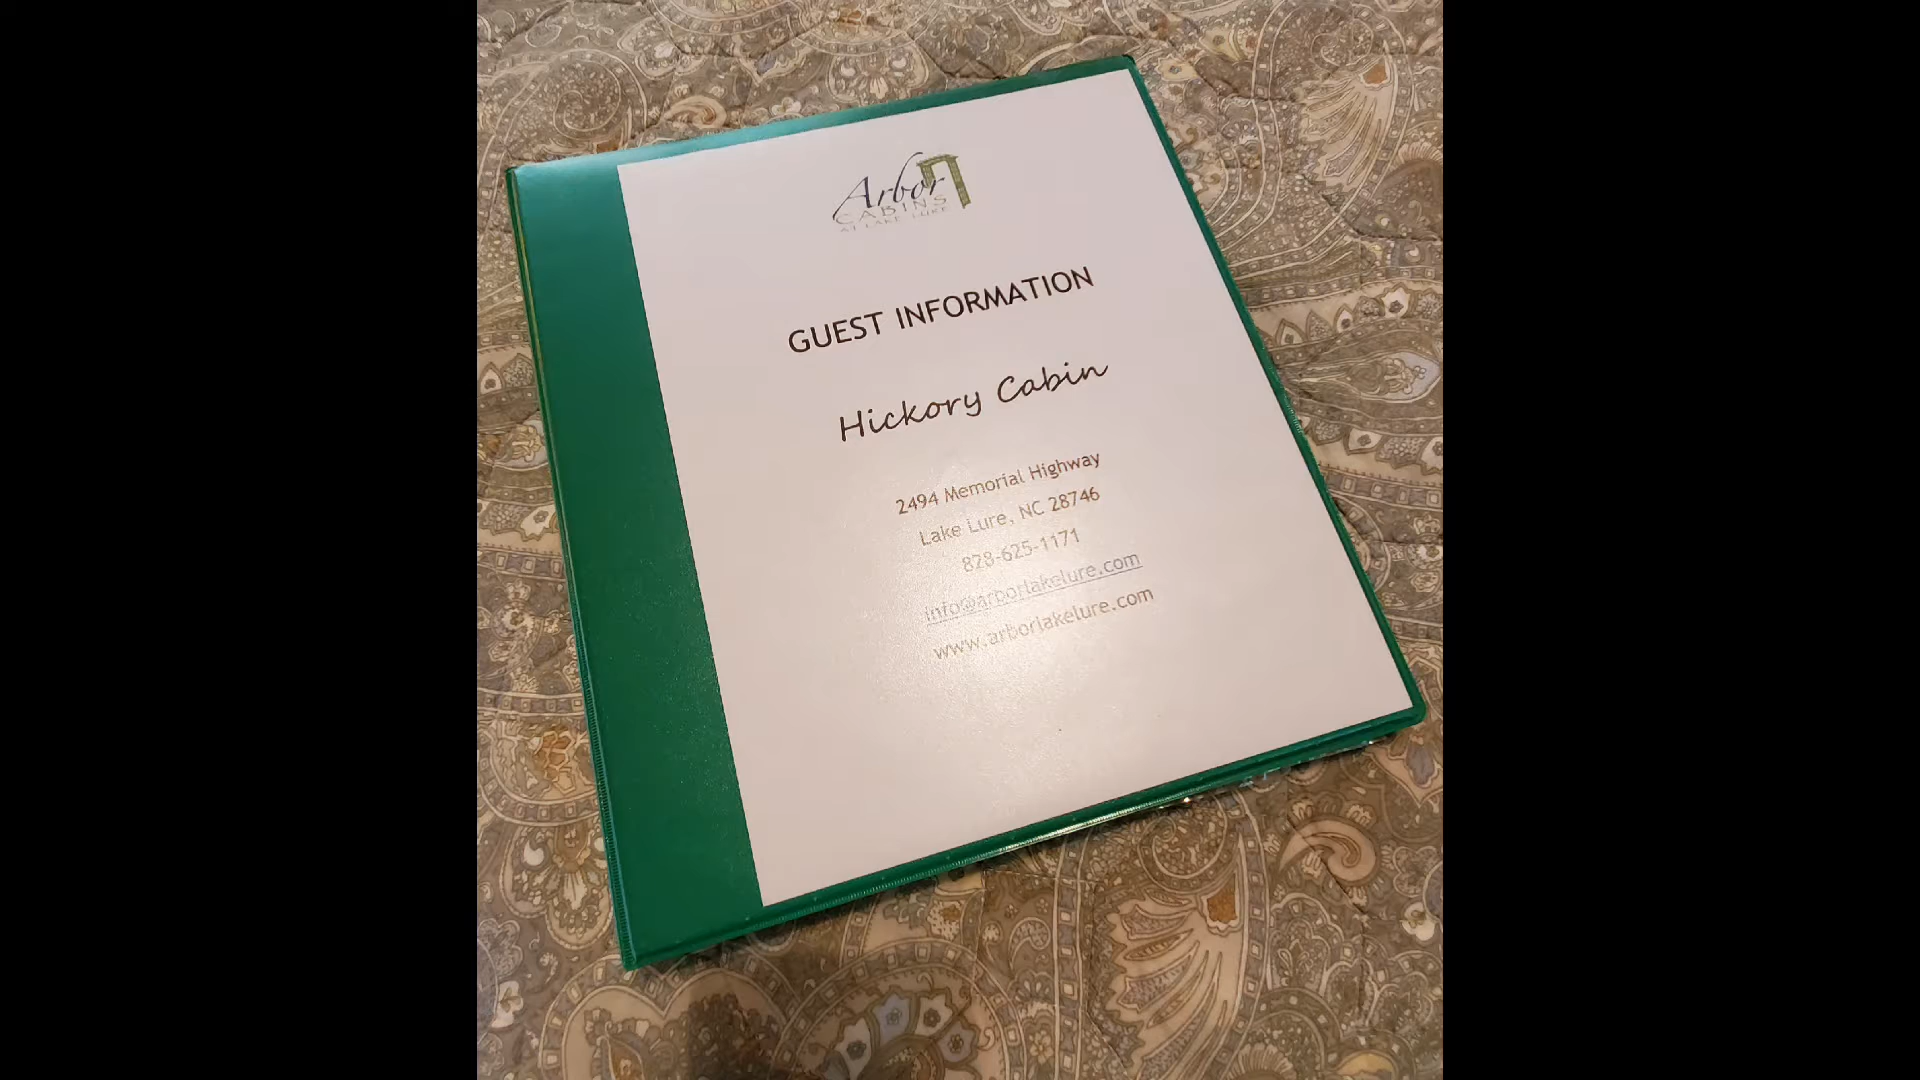 Arbor
CABINS
AT LAKE LURE
GUEST INFORMATION
Hickory Cabin
2494 Memorial Highway
Lake Lure, NC 28746
828-625-1171
info@arborlakelure.com
www.arborlakelure.com